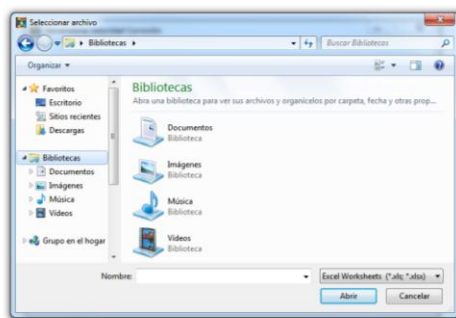 Seleccionar archivo
Bibliotecas
Buscar Bibliotecas
Organizar
Favoritos
Escritorio
Sitios recientes
Descargas
Bibliotecas
Documentos
Imágenes
Música
Vídeos
Grupo en el hogar
Bibliotecas
Abra una biblioteca para ver sus archivos y organícelos por carpeta, fecha y otras prop...
Documentos
Biblioteca
Imágenes
Biblioteca
Música
Biblioteca
Vídeos
Biblioteca
Nombre:
Excel Worksheets (*.xls; *.xlsx)
Abrir
Cancelar